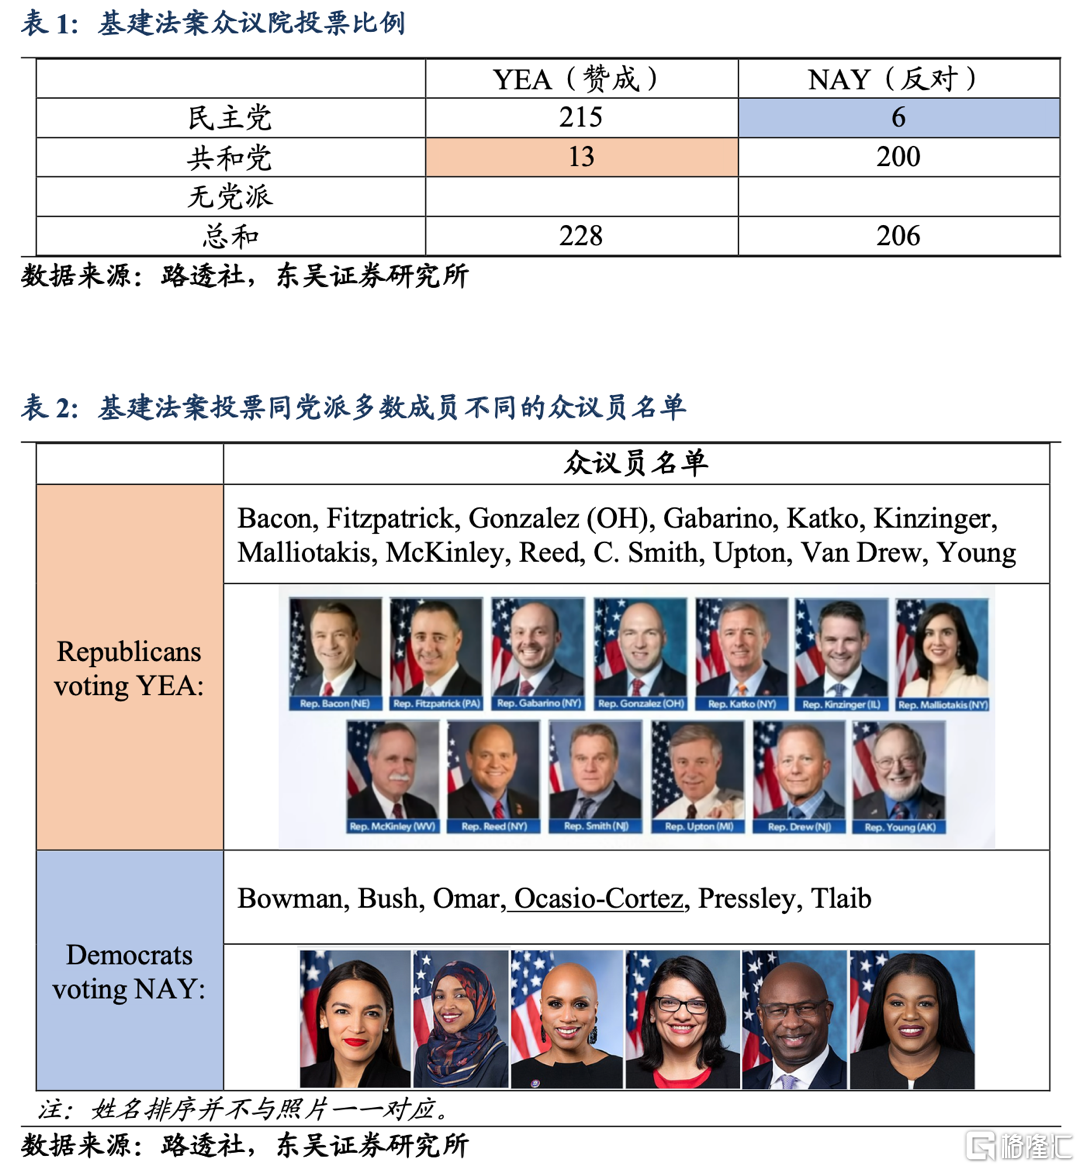 表 1：基建法案众议院投票比例
YEA（赞成） NAY（反对）
民主党 215 6
共和党 13 200
无党派
总和 228 206
数据来源：路透社，东吴证券研究所
表 2：基建法案投票同党派多数成员不同的众议员名单
众议员名单
Republicans voting YEA:
Bacon, Fitzpatrick, Gonzalez (OH), Gabarino, Katko, Kinzinger,
Malliotakis, McKinley, Reed, C. Smith, Upton, Van Drew, Young
Rep. Bacon (NE) Rep. Fitzpatrick (PA) Rep. Gabarino (NY) Rep. Gonzalez (OH) Rep. Katko (NY) Rep. Kinzinger (IL) Rep. Malliotakis (NY)
Rep. McKinley (WV) Rep. Reed (NY) Rep. Smith (NJ) Rep. Upton (MI) Rep. Drew (NJ) Rep. Young (AK)
Democrats voting NAY:
Bowman, Bush, Omar, Ocasio-Cortez, Pressley, Tlaib
注：姓名排序并不与照片一一对应。
数据来源：路透社，东吴证券研究所
格隆汇